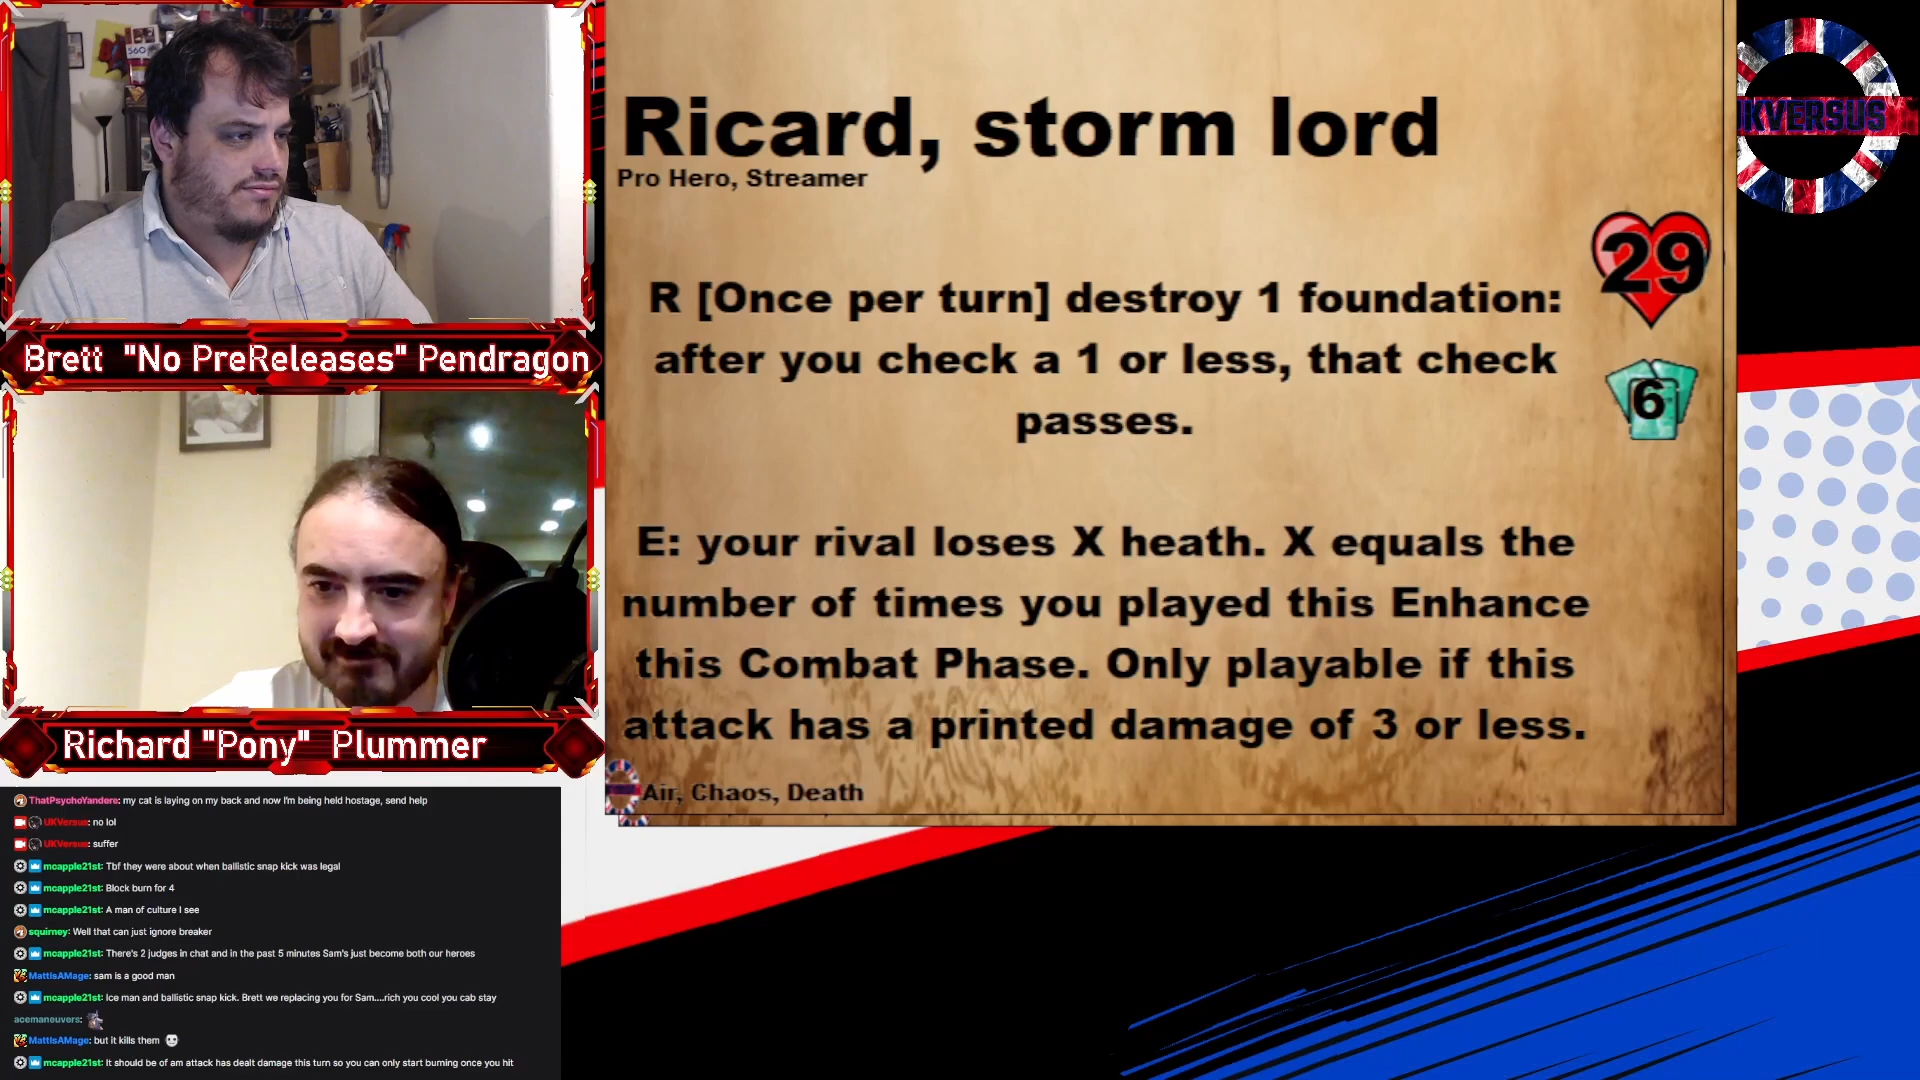 560
Brett "No PreReleases" Pendragon
Richard "Pony" Plummer
ThatPsychoYandere: my cat is laying on my back and now I'm being held hostage, send help
UKVersus: no lol
UKVersus: suffer
mcapple21st: Tbf they were about when ballistic snap kick was legal
mcapple21st: Block burn for 4
mcapple21st: A man of culture I see
squirney: Well that can just ignore breaker
mcapple21st: There's 2 judges in chat and in the past 5 minutes Sam's just become both our heroes
MattIsAMage: sam is a good man
mcapple21st: Ice man and ballistic snap kick. Brett we replacing you for Sam....rich you cool you cab stay
acemaneuvers:
MattIsAMage: but it kills them
mcapple21st: It should be of am attack has dealt damage this turn so you can only start burning once you hit
Ricard, storm lord
Pro Hero, Streamer
29
6
R [Once per turn] destroy 1 foundation:
after you check a 1 or less, that check
passes.
E: your rival loses X heath. X equals the
number of times you played this Enhance
this Combat Phase. Only playable if this
attack has a printed damage of 3 or less.
Air, Chaos, Death
KVERSUS